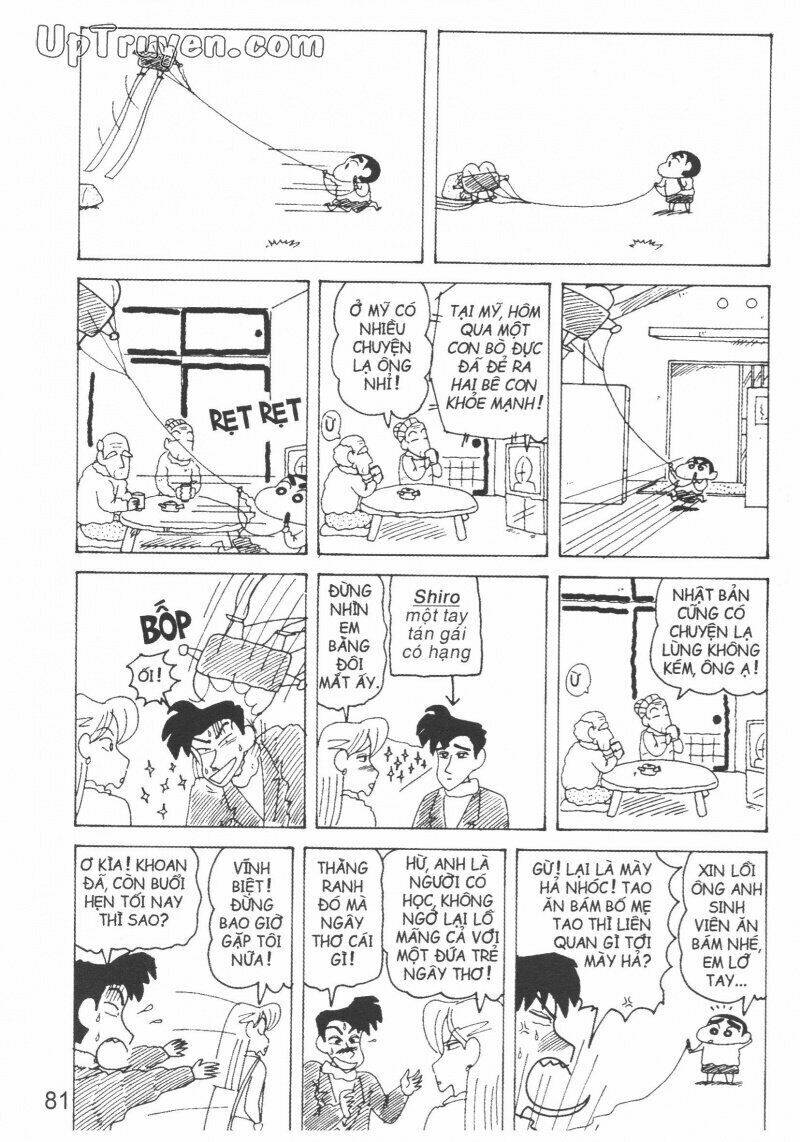 UpTruyen.com
TẠI MỸ, HÔM
QUA MỘT
CON BÒ ĐỰC
ĐÃ ĐẺ RA
HAI BÊ CON
KHỎE MẠNH!
Ở MỸ CÓ
NHIỀU
CHUYỆN
LẠ ÔNG
NHỈ!
Ừ
RẸT RẸT
NHẬT BẢN
CŨNG CÓ
CHUYỆN LẠ
LÙNG KHÔNG
KÉM, ÔNG Ạ!
Ừ
Shiro
một tay
tán gái
có hạng
ĐỪNG
NHÌN
EM
BẰNG
ĐÔI
MẮT ẤY.
BỐP
ỐI!
XIN LỖI
ÔNG ANH
SINH
VIÊN ĂN
BÁM NHÉ,
EM LỠ
TAY...
GỪ! LẠI LÀ MÀY
HẢ NHÓC! TAO
ĂN BÁM BỐ MẸ
TAO THÌ LIÊN
QUAN GÌ TỚI
MÀY HẢ?
HỪ, ANH LÀ
NGƯỜI CÓ
HỌC, KHÔNG
NGỜ LẠI LỖ
MÃNG CẢ VỚI
MỘT ĐỨA TRẺ
NGÂY THƠ!
THẰNG
RANH
ĐÓ MÀ
NGÂY
THƠ CÁI
GÌ!
VĨNH
BIỆT!
ĐỪNG
BAO GIỜ
GẶP TÔI
NỮA!
Ơ KÌA! KHOAN
ĐÃ, CÒN BUỔI
HẸN TỐI NAY
THÌ SAO?
81